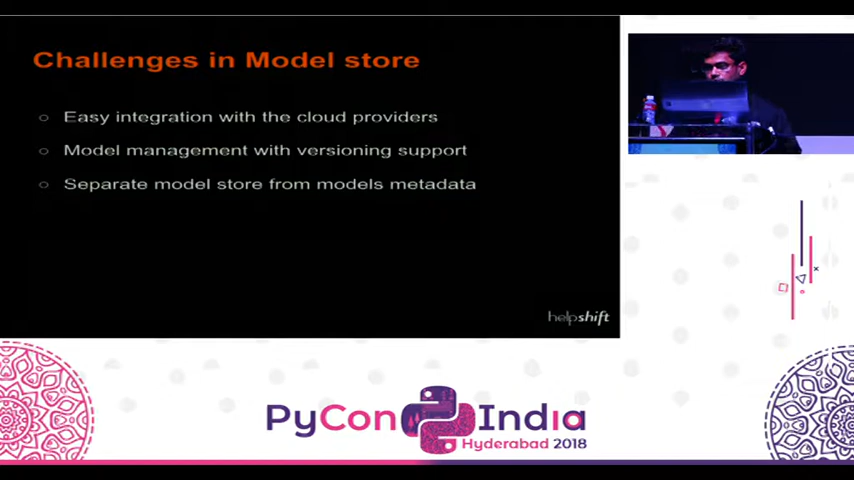 Challenges in Model store
Easy integration with the cloud providers
Model management with versioning support
Separate model store from models metadata
helpshift
PyCon India
Hyderabad 2018